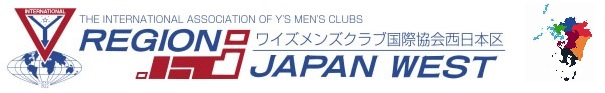 INTERNATIONAL
Y
THE INTERNATIONAL ASSOCIATION OF Y'S MEN'S CLUBS
REGION
ワイズメンズクラブ国際協会西日本区
JAPAN WEST